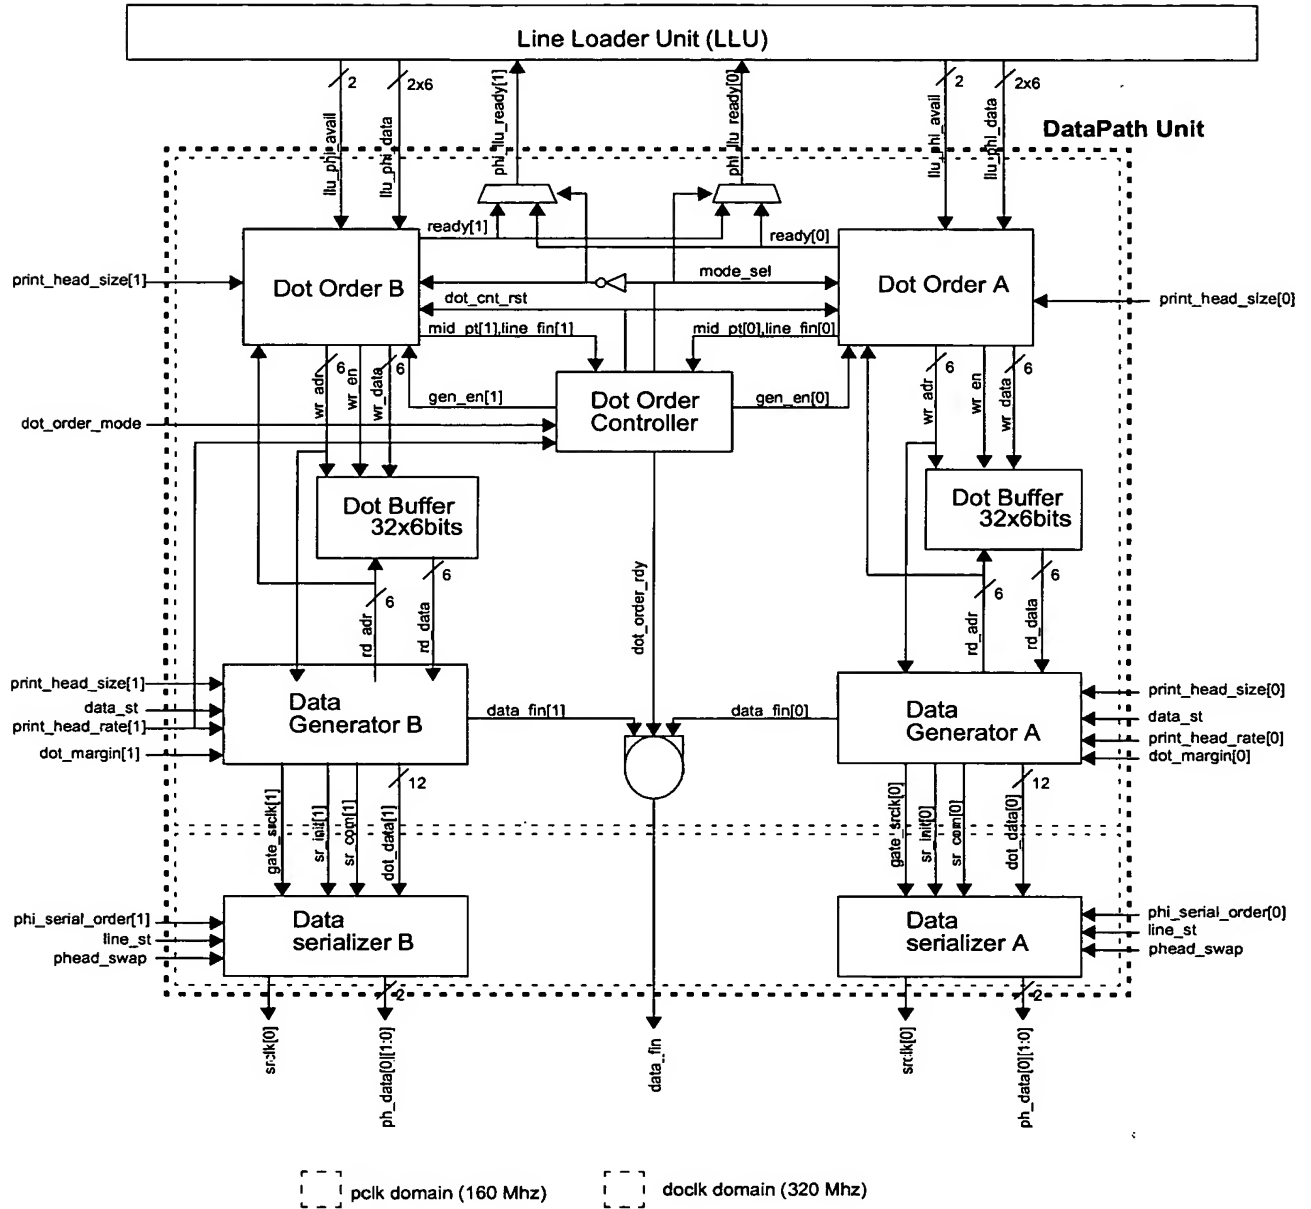 Line Loader Unit (LLU)
2
2x6
2
2x6
llu_phi_avail
llu_phi_data
phi_llu_ready[1]
phi_llu_ready[0]
llu_phi_avail
llu_phi_data
DataPath Unit
ready[1]
ready[0]
print_head_size[1]
Dot Order B
mode_sel
Dot Order A
print_head_size[0]
dot_cnt_rst
mid_pt[1],line_fin[1]
mid_pt[0],line_fin[0]
6
6
wr_adr
wr_en
wr_data
gen_en[1]
Dot Order
Controller
gen_en[0]
6
6
wr_adr
wr_en
wr_data
dot_order_mode
Dot Buffer
32x6bits
Dot Buffer
32x6bits
6
6
rd_adr
rd_data
dot_order_rdy
6
6
rd_adr
rd_data
print_head_size[1]
data_st
print_head_rate[1]
dot_margin[1]
Data
Generator B
data_fin[1]
data_fin[0]
Data
Generator A
print_head_size[0]
data_st
print_head_rate[0]
dot_margin[0]
12
12
gate_srclk[1]
sr_init[1]
sr_com[1]
dot_data[1]
gate_srclk[0]
sr_init[0]
sr_com[0]
dot_data[0]
phi_serial_order[1]
line_st
phead_swap
Data
serializer B
Data
serializer A
phi_serial_order[0]
line_st
phead_swap
2
2
srclk[0]
ph_data[0][1:0]
data_fin
srclk[0]
ph_data[0][1:0]
pclk domain (160 Mhz)
doclk domain (320 Mhz)